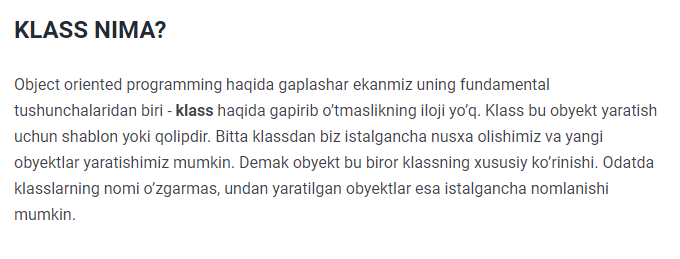 KLASS NIMA?
Object oriented programming haqida gaplashar ekanmiz uning fundamental
tushunchalaridan biri - klass haqida gapirib o’tmaslikning iloji yo’q. Klass bu obyekt yaratish
uchun shablon yoki qolipdir. Bitta klassdan biz istalgancha nusxa olishimiz va yangi
obyektlar yaratishimiz mumkin. Demak obyekt bu biror klassning xususiy ko’rinishi. Odatda
klasslarning nomi o’zgarmas, undan yaratilgan obyektlar esa istalgancha nomlanishi
mumkin.